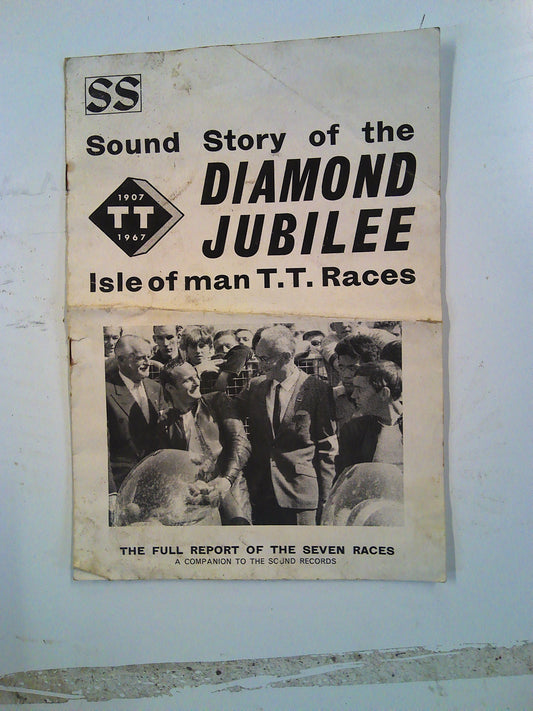 SS
Sound Story of the
1907
TT
1967
DIAMOND
JUBILEE
Isle of man T.T. Races
THE FULL REPORT OF THE SEVEN RACES
A COMPANION TO THE SOUND RECORDS